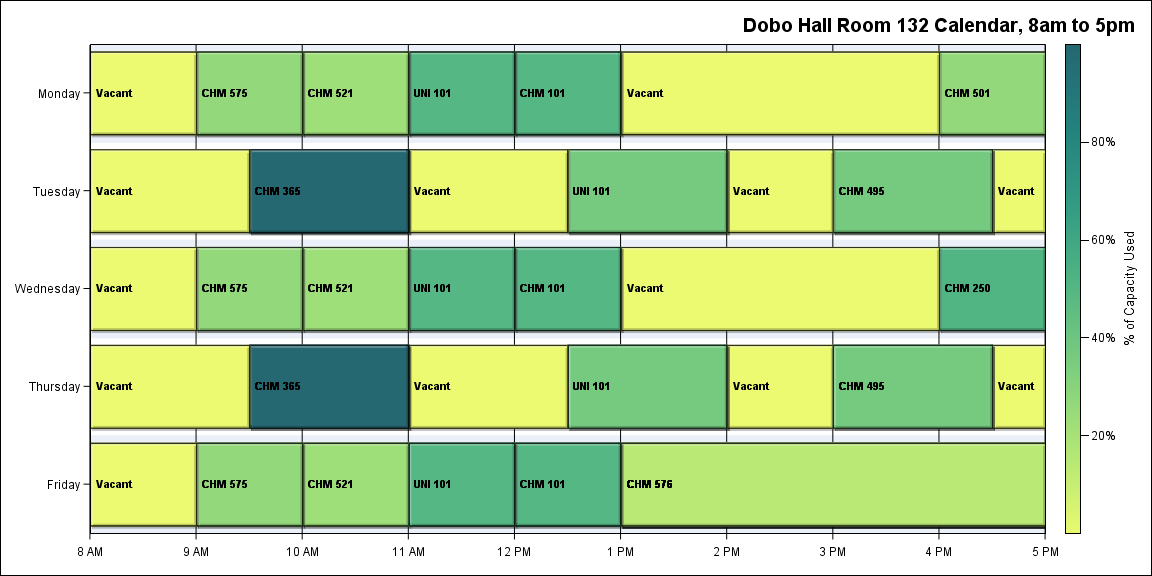 Dobo Hall Room 132 Calendar, 8am to 5pm
Monday Vacant CHM 575 CHM 521 UNI 101 CHM 101 Vacant CHM 501
80%
Tuesday Vacant CHM 365 Vacant UNI 101 Vacant CHM 495 Vacant
60%
% of Capacity Used
Wednesday Vacant CHM 575 CHM 521 UNI 101 CHM 101 Vacant CHM 250
40%
Thursday Vacant CHM 365 Vacant UNI 101 Vacant CHM 495 Vacant
20%
Friday Vacant CHM 575 CHM 521 UNI 101 CHM 101 CHM 576
8 AM 9 AM 10 AM 11 AM 12 PM 1 PM 2 PM 3 PM 4 PM 5 PM